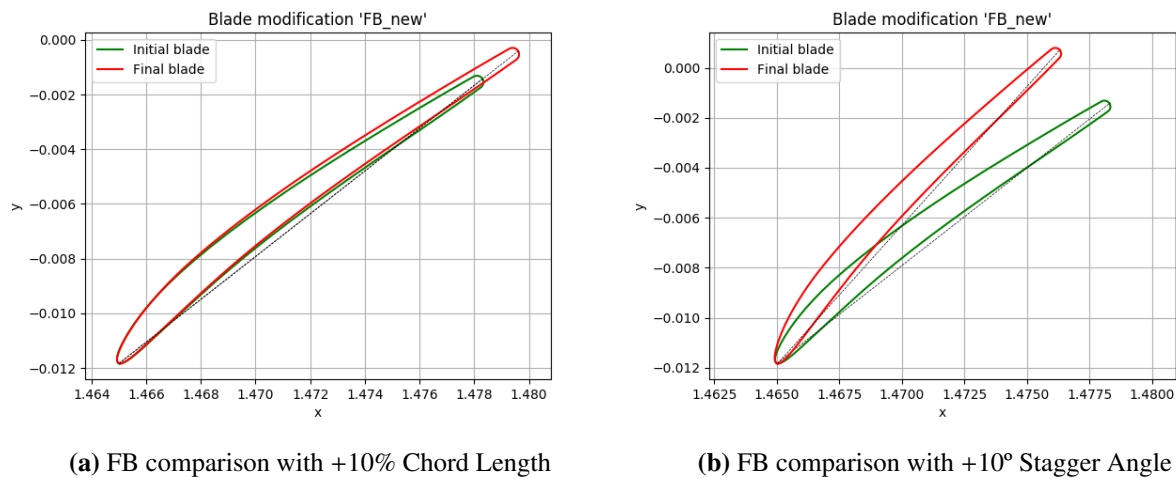 Blade modification 'FB_new'
Initial blade
Final blade
0.000
−0.002
−0.004
−0.006
−0.008
−0.010
−0.012
y
1.464 1.466 1.468 1.470 1.472 1.474 1.476 1.478 1.480
x
(a) FB comparison with +10% Chord Length
Blade modification 'FB_new'
Initial blade
Final blade
0.000
−0.002
−0.004
−0.006
−0.008
−0.010
−0.012
y
1.4625 1.4650 1.4675 1.4700 1.4725 1.4750 1.4775 1.4800
x
(b) FB comparison with +10º Stagger Angle